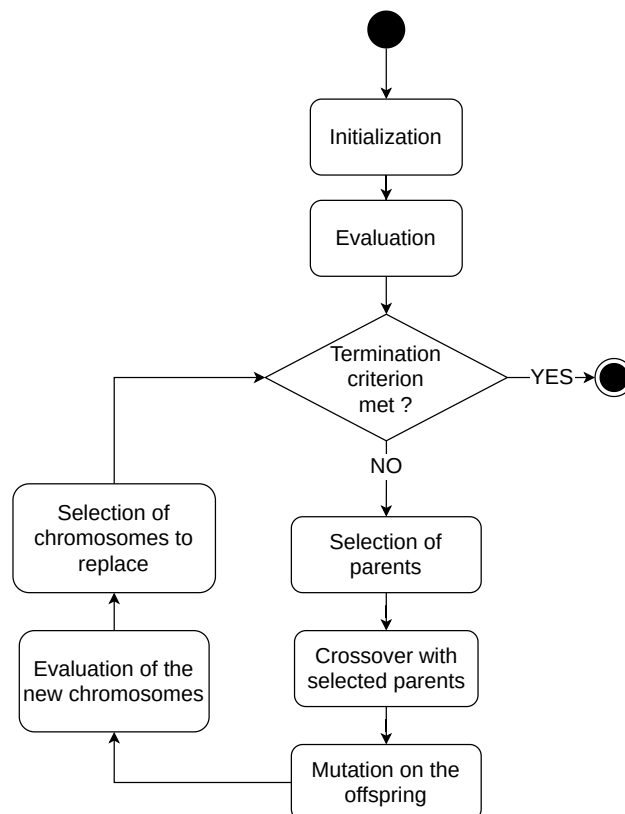 Initialization
Evaluation
Termination
criterion
met ?
YES
NO
Selection of
parents
Crossover with
selected parents
Mutation on the
offspring
Evaluation of the
new chromosomes
Selection of
chromosomes to
replace